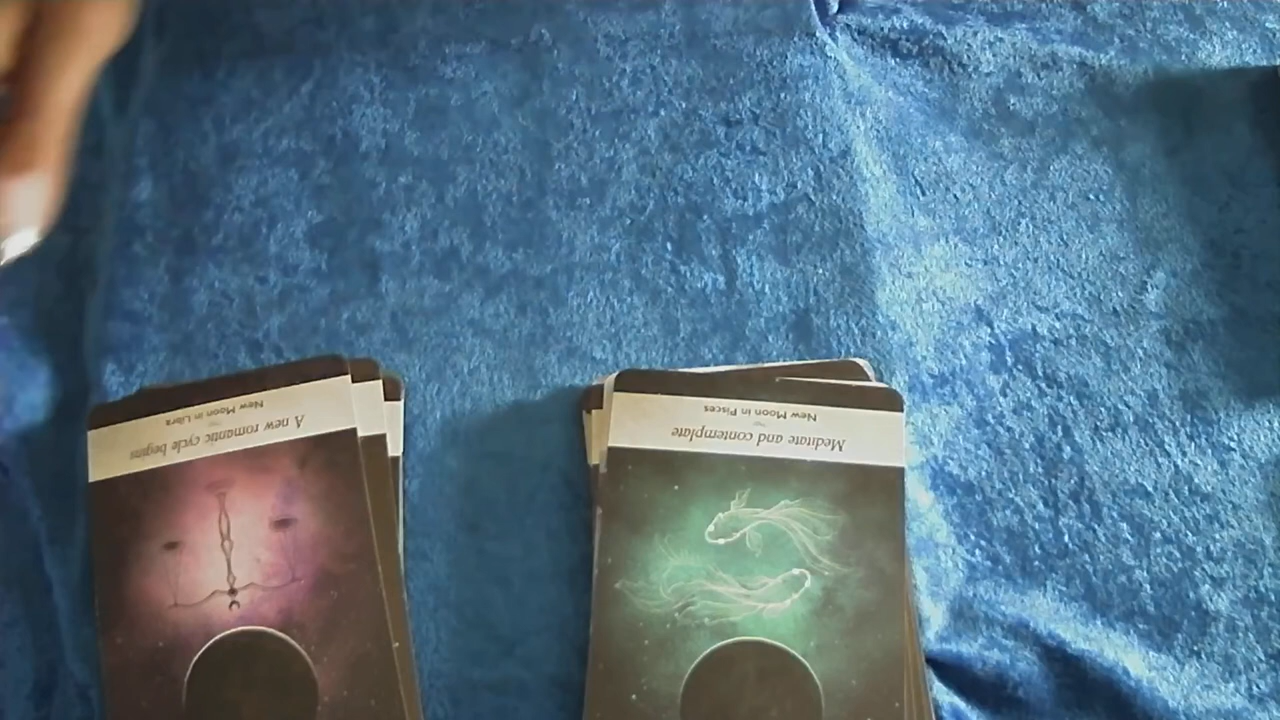 A new romantic cycle begins
New Moon in Libra
Meditate and contemplate
New Moon in Pisces